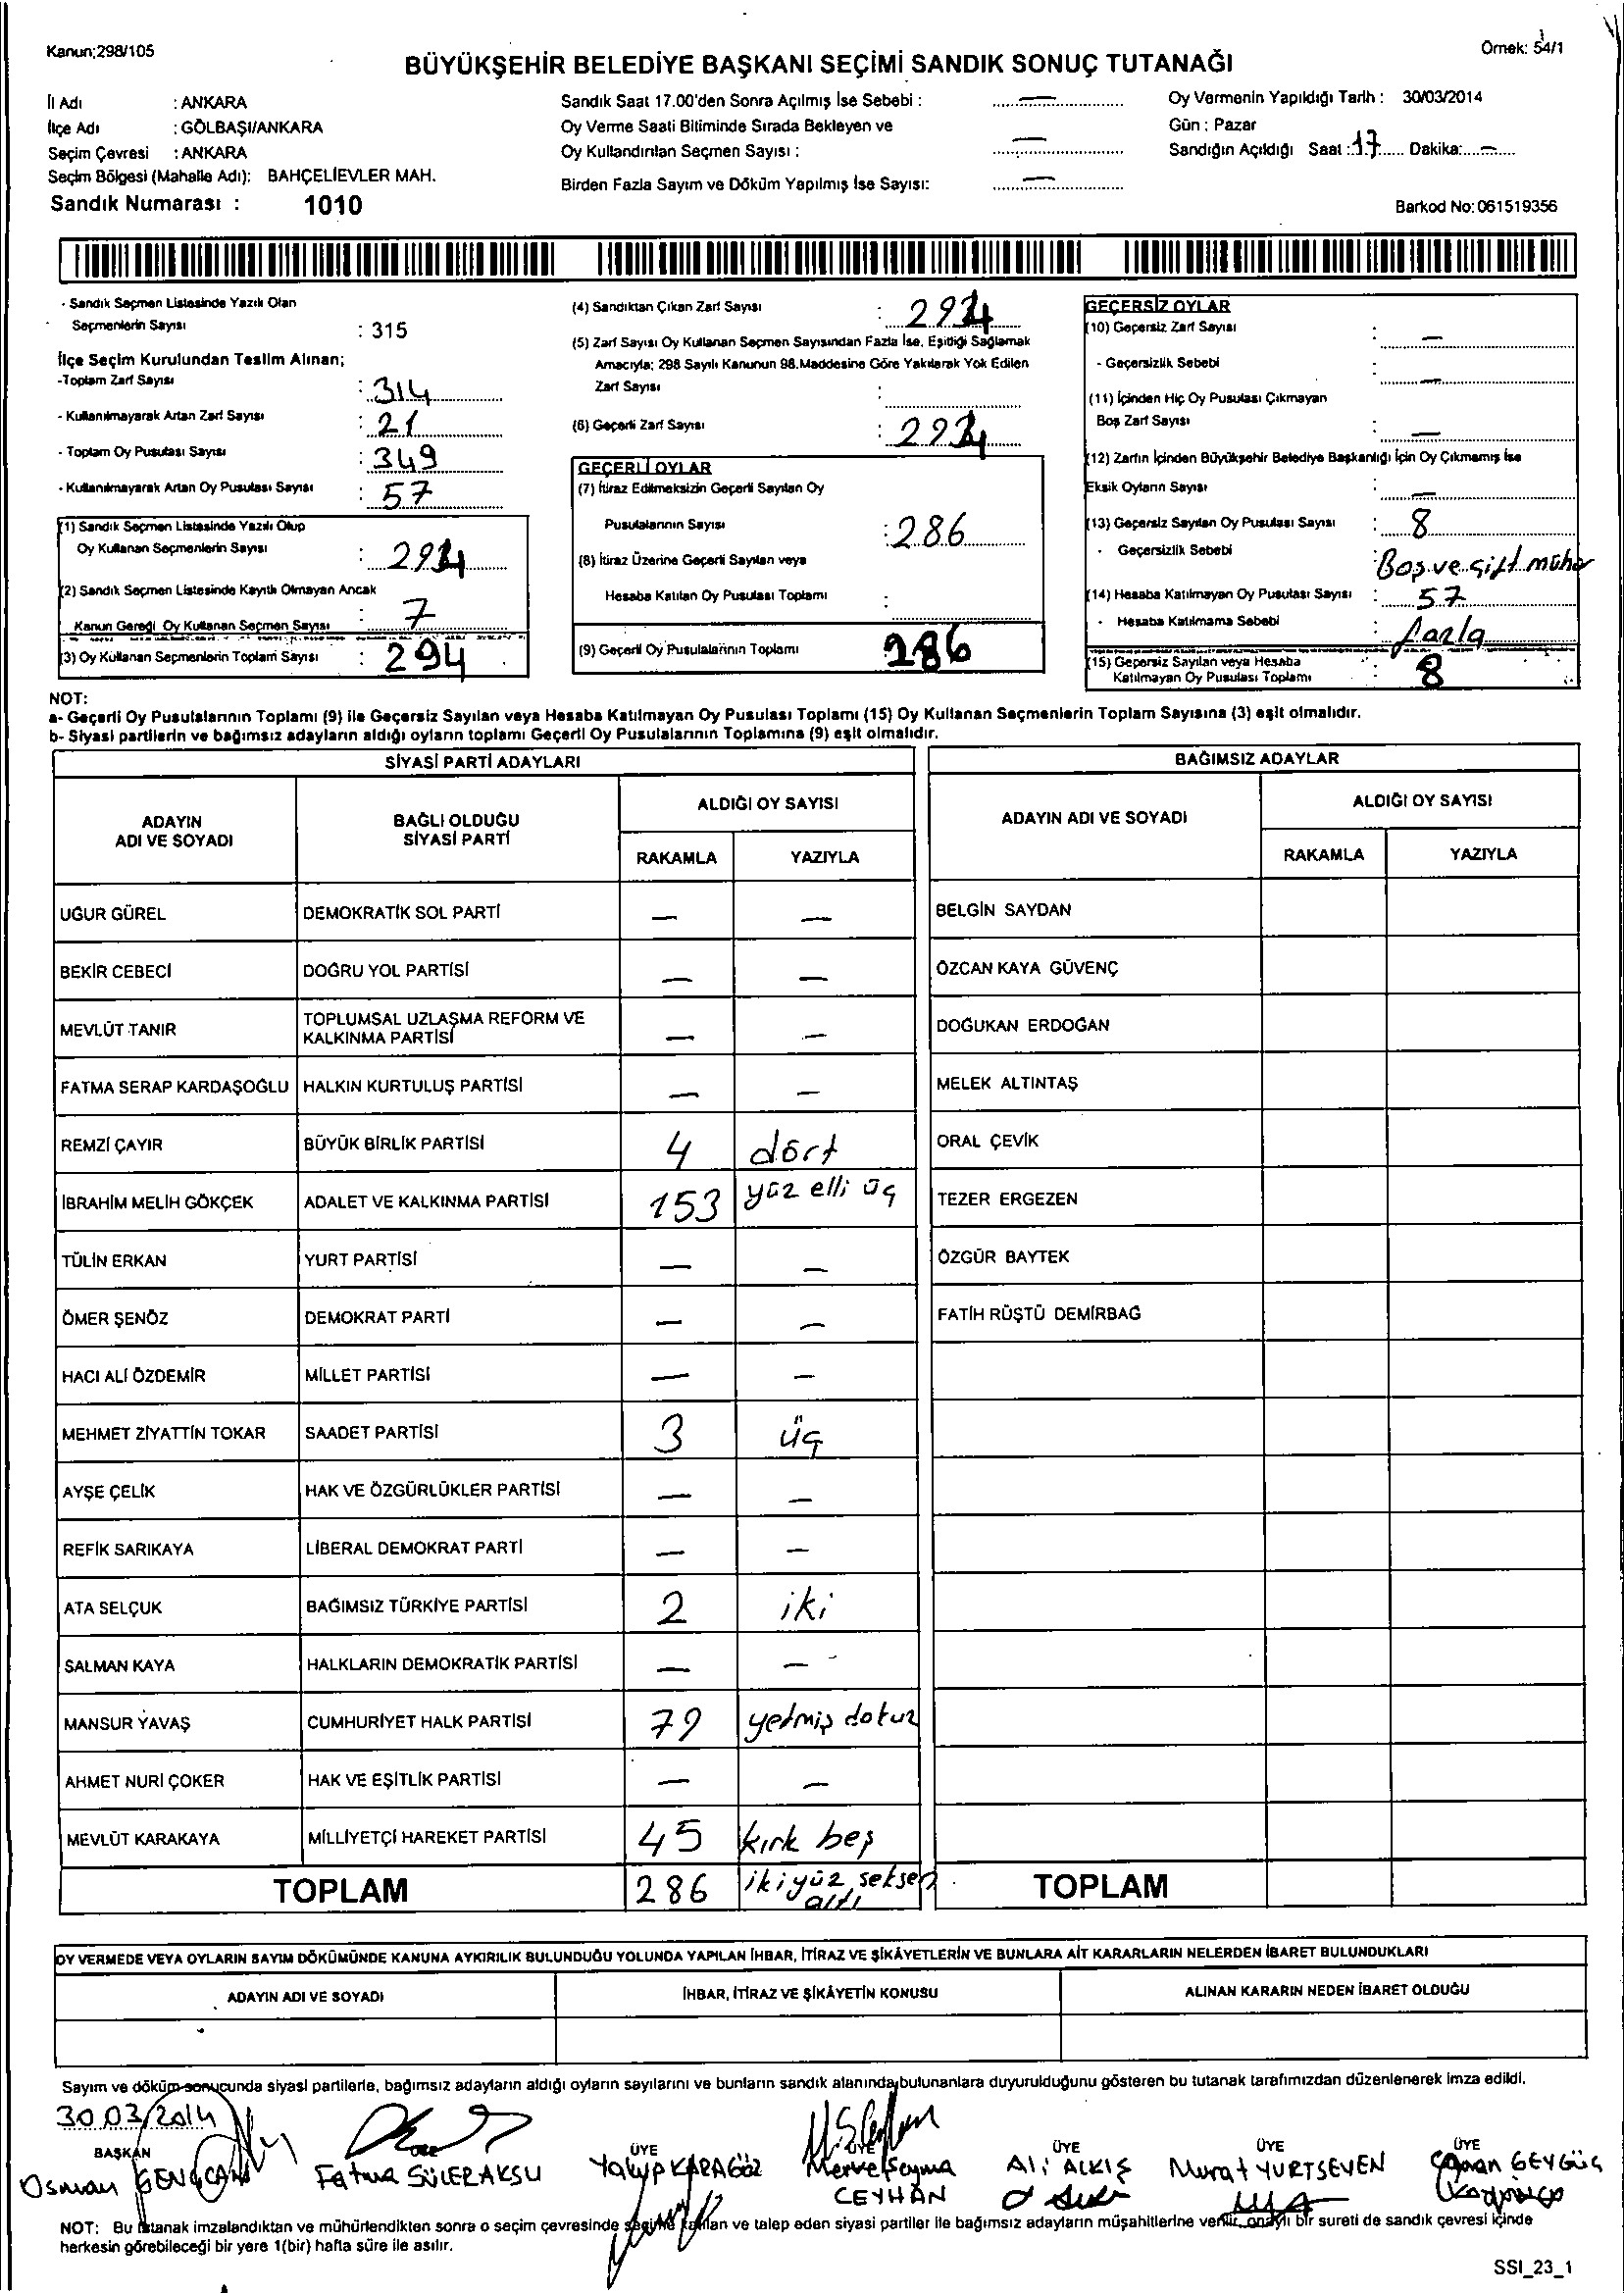 Kanun;298/105
Örnek: 54/1
BÜYÜKŞEHİR BELEDİYE BAŞKANI SEÇİMİ SANDIK SONUÇ TUTANAĞI
İl Adı : ANKARA
İlçe Adı : GÖLBAŞI/ANKARA
Seçim Çevresi : ANKARA
Seçim Bölgesi (Mahalle Adı): BAHÇELİEVLER MAH.
Sandık Numarası : 1010
Sandık Saat 17.00'den Sonra Açılmış İse Sebebi : —
Oy Verme Saati Bitiminde Sırada Bekleyen ve
Oy Kullandırılan Seçmen Sayısı : —
Birden Fazla Sayım ve Döküm Yapılmış İse Sayısı: —
Oy Vermenin Yapıldığı Tarih : 30/03/2014
Gün : Pazar
Sandığın Açıldığı Saat : 17 Dakika: —
Barkod No: 061519356
- Sandık Seçmen Listesinde Yazılı Olan
Seçmenlerin Sayısı : 315
İlçe Seçim Kurulundan Teslim Alınan;
-Toplam Zarf Sayısı : 314
- Kullanılmayarak Artan Zarf Sayısı : 21
- Toplam Oy Pusulası Sayısı : 349
- Kullanılmayarak Artan Oy Pusulası Sayısı : 57
(1) Sandık Seçmen Listesinde Yazılı Olup
Oy Kullanan Seçmenlerin Sayısı :
(2) Sandık Seçmen Listesinde Kayıtlı Olmayan Ancak
Kanun Gereği Oy Kullanan Seçmen Sayısı : 7
(3) Oy Kullanan Seçmenlerin Toplam Sayısı : 294
(4) Sandıktan Çıkan Zarf Sayısı : 294
(5) Zarf Sayısı Oy Kullanan Seçmen Sayısından Fazla İse, Eşitliği Sağlamak
Amacıyla; 298 Sayılı Kanunun 98.Maddesine Göre Yakılarak Yok Edilen
Zarf Sayısı :
(6) Geçerli Zarf Sayısı : 294
GEÇERLİ OYLAR
(7) İtiraz Edilmeksizin Geçerli Sayılan Oy
Pusulalarının Sayısı : 286
(8) İtiraz Üzerine Geçerli Sayılan veya
Hesaba Katılan Oy Pusulası Toplamı :
(9) Geçerli Oy Pusulalarının Toplamı : 286
GEÇERSİZ OYLAR
(10) Geçersiz Zarf Sayısı : —
- Geçersizlik Sebebi : —
(11) İçinden Hiç Oy Pusulası Çıkmayan
Boş Zarf Sayısı : —
(12) Zarfın İçinden Büyükşehir Belediye Başkanlığı İçin Oy Çıkmamış İse
Eksik Oyların Sayısı : —
(13) Geçersiz Sayılan Oy Pusulası Sayısı : 8
- Geçersizlik Sebebi : Boş ve çift mühür
(14) Hesaba Katılmayan Oy Pusulası Sayısı : 57
- Hesaba Katılmama Sebebi : fazla
(15) Geçersiz Sayılan veya Hesaba
Katılmayan Oy Pusulası Toplamı : 8
NOT:
a- Geçerli Oy Pusulalarının Toplamı (9) ile Geçersiz Sayılan veya Hesaba Katılmayan Oy Pusulası Toplamı (15) Oy Kullanan Seçmenlerin Toplam Sayısına (3) eşit olmalıdır.
b- Siyasi partilerin ve bağımsız adayların aldığı oyların toplamı Geçerli Oy Pusulalarının Toplamına (9) eşit olmalıdır.
SİYASİ PARTİ ADAYLARI
ADAYIN ADI VE SOYADI
BAĞLI OLDUĞU SİYASİ PARTİ
ALDIĞI OY SAYISI
RAKAMLA YAZIYLA
UĞUR GÜREL DEMOKRATİK SOL PARTİ — —
BEKİR CEBECİ DOĞRU YOL PARTİSİ — —
MEVLÜT TANIR TOPLUMSAL UZLAŞMA REFORM VE KALKINMA PARTİSİ — —
FATMA SERAP KARDAŞOĞLU HALKIN KURTULUŞ PARTİSİ — —
REMZİ ÇAYIR BÜYÜK BİRLİK PARTİSİ 4 dört
İBRAHİM MELİH GÖKÇEK ADALET VE KALKINMA PARTİSİ 153 yüz elli üç
TÜLİN ERKAN YURT PARTİSİ — —
ÖMER ŞENÖZ DEMOKRAT PARTİ — —
HACI ALİ ÖZDEMİR MİLLET PARTİSİ — —
MEHMET ZİYATTİN TOKAR SAADET PARTİSİ 3 üç
AYŞE ÇELİK HAK VE ÖZGÜRLÜKLER PARTİSİ — —
REFİK SARIKAYA LİBERAL DEMOKRAT PARTİ — —
ATA SELÇUK BAĞIMSIZ TÜRKİYE PARTİSİ 2 iki
SALMAN KAYA HALKLARIN DEMOKRATİK PARTİSİ — —
MANSUR YAVAŞ CUMHURİYET HALK PARTİSİ 79 yetmiş dokuz
AHMET NURİ ÇOKER HAK VE EŞİTLİK PARTİSİ — —
MEVLÜT KARAKAYA MİLLİYETÇİ HAREKET PARTİSİ 45 kırk beş
TOPLAM 286 iki yüz seksen altı
BAĞIMSIZ ADAYLAR
ADAYIN ADI VE SOYADI
ALDIĞI OY SAYISI
RAKAMLA YAZIYLA
BELGİN SAYDAN
ÖZCAN KAYA GÜVENÇ
DOĞUKAN ERDOĞAN
MELEK ALTINTAŞ
ORAL ÇEVİK
TEZER ERGEZEN
ÖZGÜR BAYTEK
FATİH RÜŞTÜ DEMİRBAĞ
TOPLAM
OY VERMEDE VEYA OYLARIN SAYIM DÖKÜMÜNDE KANUNA AYKIRILIK BULUNDUĞU YOLUNDA YAPILAN İHBAR, İTİRAZ VE ŞİKÂYETLERİN VE BUNLARA AİT KARARLARIN NELERDEN İBARET BULUNDUKLARI
ADAYIN ADI VE SOYADI
İHBAR, İTİRAZ VE ŞİKÂYETİN KONUSU
ALINAN KARARIN NEDEN İBARET OLDUĞU
Sayım ve döküm sonucunda siyasi partilerle, bağımsız adayların aldığı oyların sayılarını ve bunların sandık alanında bulunanlara duyurulduğunu gösteren bu tutanak tarafımızdan düzenlenerek imza edildi.
30.03/2014
BAŞKAN ÜYE ÜYE ÜYE ÜYE ÜYE
Osman GENÇCAN Fatma SÜLERAKSU Yakup KARAGÖZ Merve Şeyma CEYHAN Ali ALKIŞ Murat YURTSEVEN
NOT: Bu tutanak imzalandıktan ve mühürlendikten sonra o seçim çevresinde seçime katılan ve talep eden siyasi partiler ile bağımsız adayların müşahitlerine verilir, onaylı bir sureti de sandık çevresi içinde
herkesin görebileceği bir yere 1(bir) hafta süre ile asılır.
SSI_23_1